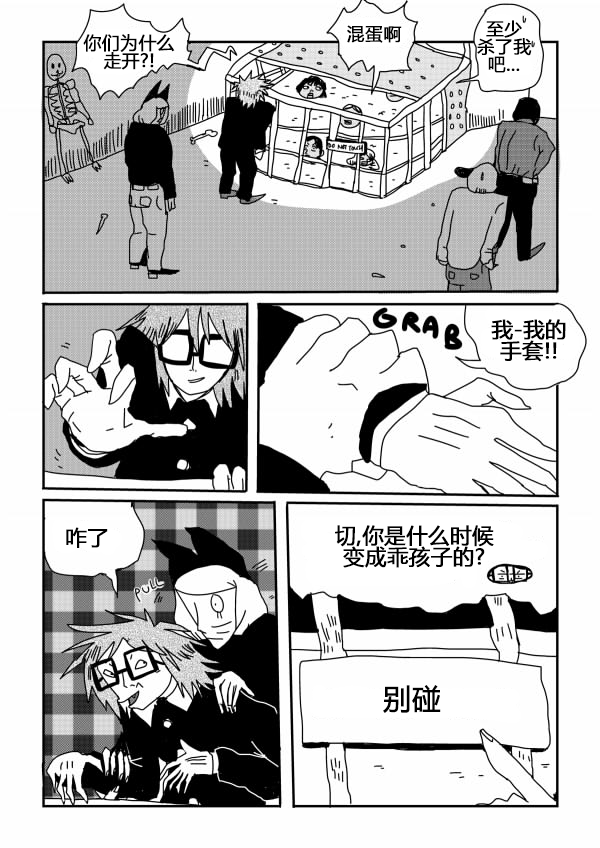 你们为什么
走开?!
混蛋啊
至少
杀了我
吧...
DO NOT TOUCH
GRAB
我-我的
手套!!
咋了
PULL
切,你是什么时候
变成乖孩子的?
别碰